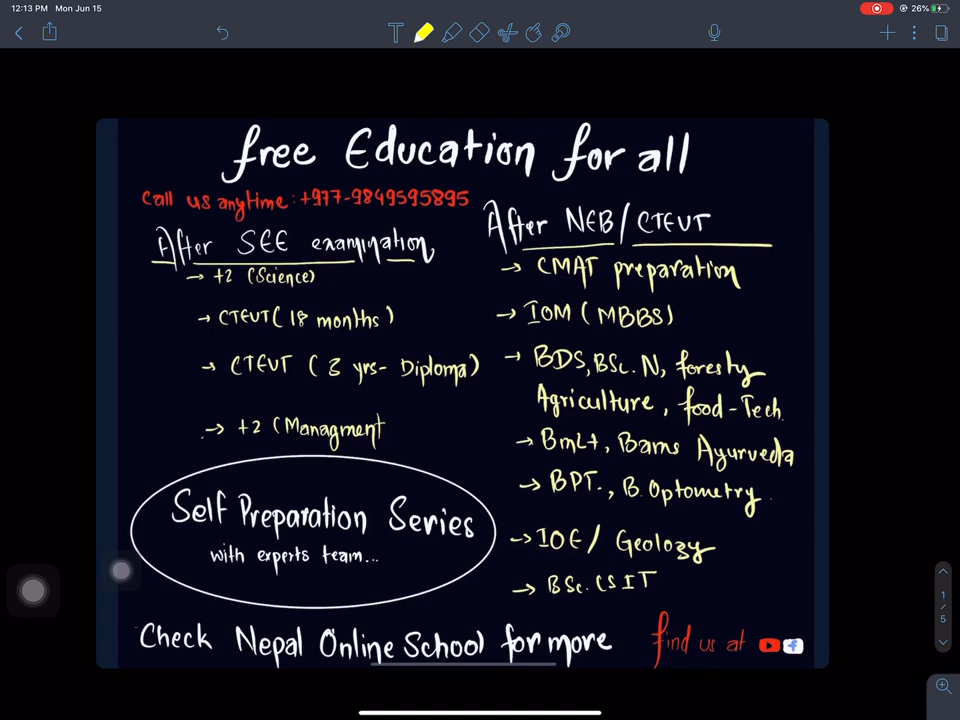 12:13 PM Mon Jun 15
26%
free Education for all
Call us anytime: +977-9849595895
After SEE examination
→ +2 (Science)
→ CTEVT (18 months)
→ CTEVT (3 yrs- Diploma)
→ +2 (Managment
Self Preparation Series
with experts team...
After NEB/CTEVT
→ CMAT preparation
→ IOM (MBBS)
→ BDS, BSc. N, foresty
Agriculture, food-Tech.
→ BmLt, Bams Ayurveda
→ BPT., B. Optometry.
→ IOE/ Geology
→ BSc. CSIT
Check Nepal Online School for more
find us at
1
/
5